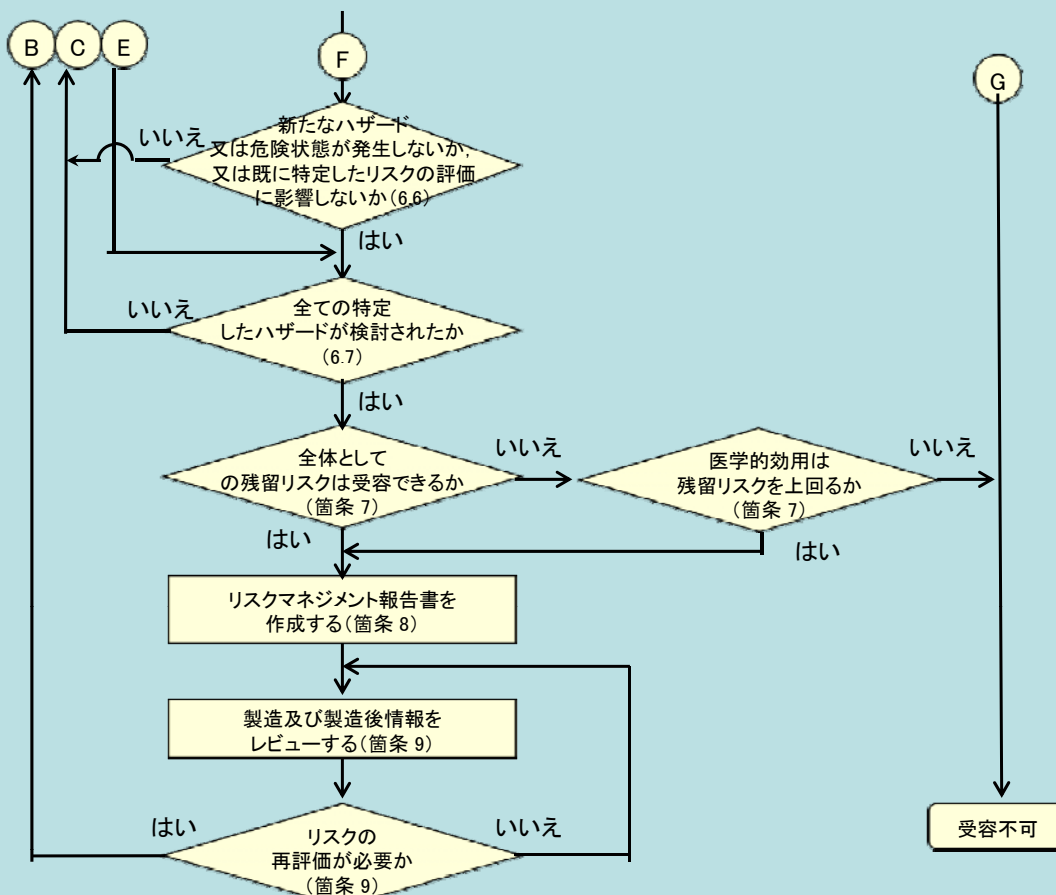 B
C
E
F
G
新たなハザード
又は危険状態が発生しないか,
又は既に特定したリスクの評価
に影響しないか(6.6)
いいえ
はい
全ての特定
したハザードが検討されたか
(6.7)
いいえ
はい
全体として
の残留リスクは受容できるか
(箇条 7)
いいえ
医学的効用は
残留リスクを上回るか
(箇条 7)
いいえ
はい
はい
リスクマネジメント報告書を
作成する(箇条 8)
製造及び製造後情報を
レビューする(箇条 9)
はい
リスクの
再評価が必要か
(箇条 9)
いいえ
受容不可